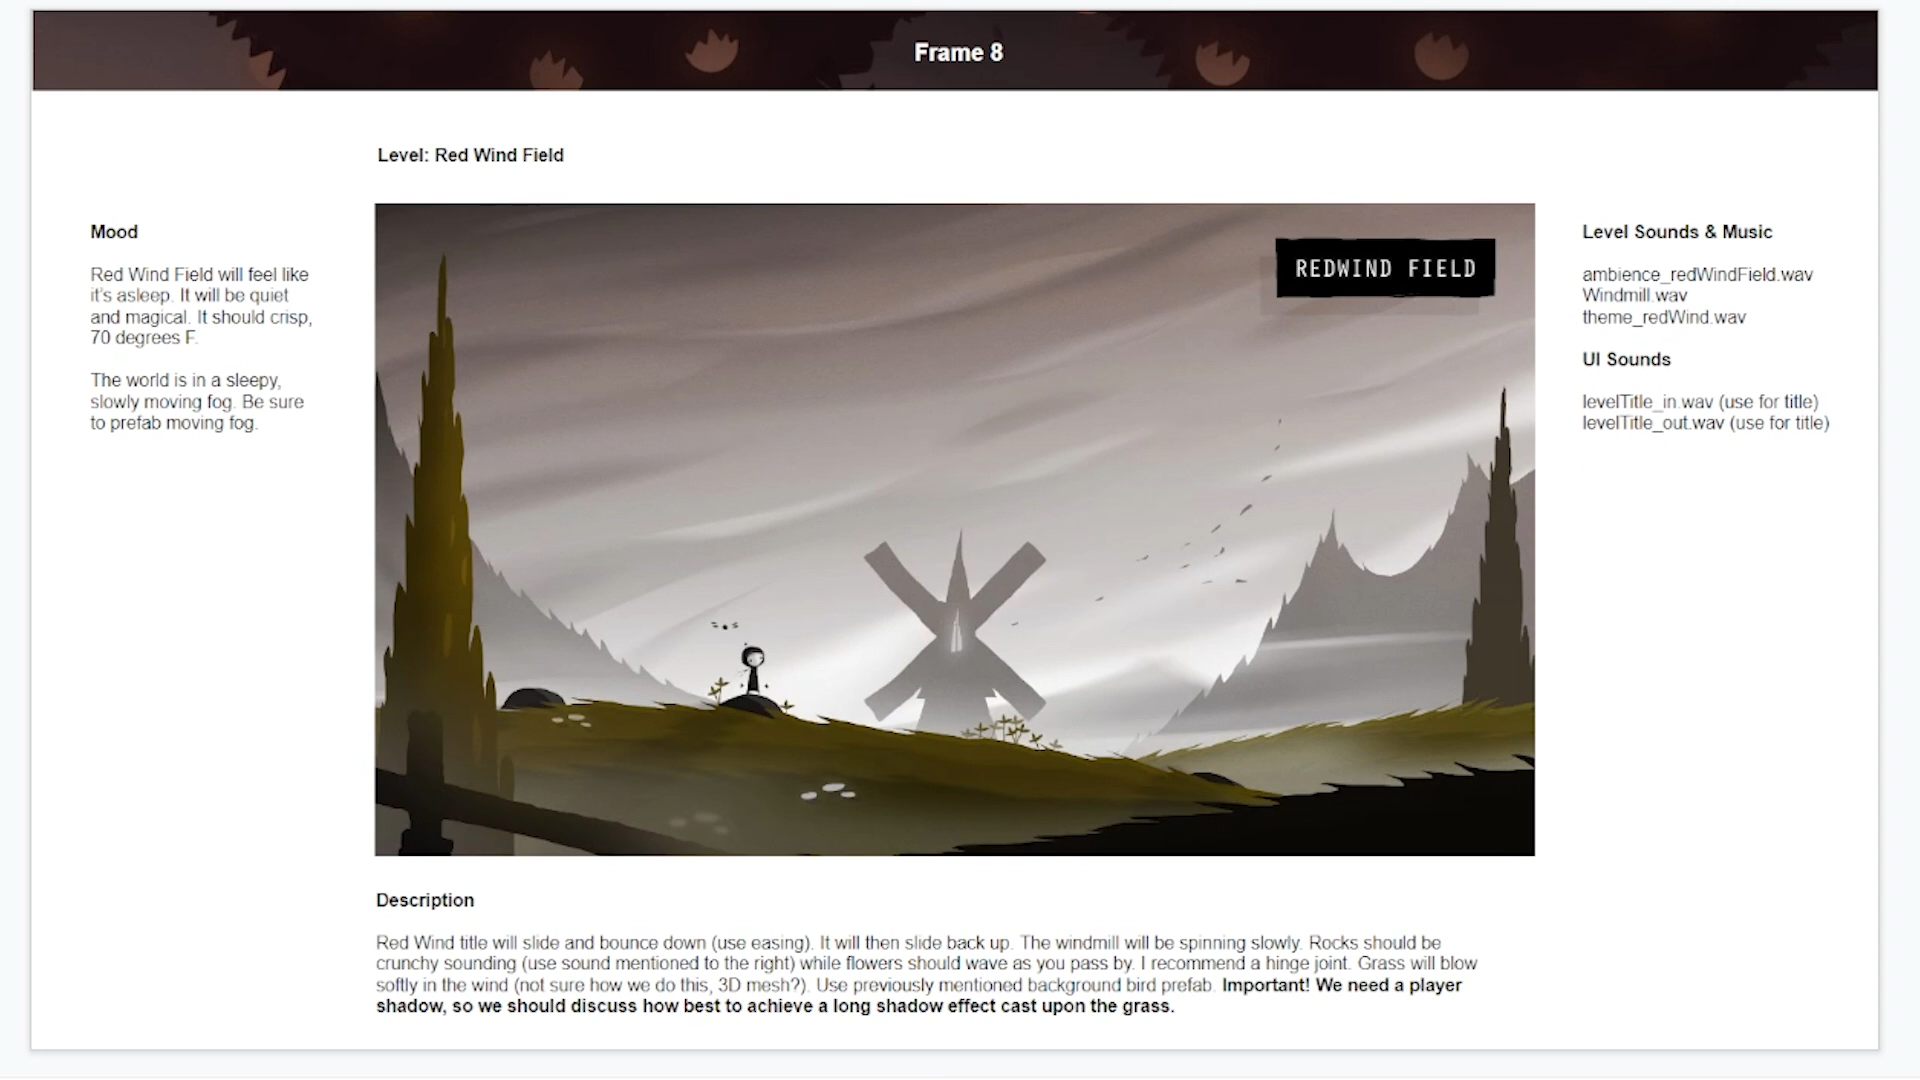 Frame 8
Level: Red Wind Field
Mood
Red Wind Field will feel like
it's asleep. It will be quiet
and magical. It should crisp,
70 degrees F.
The world is in a sleepy,
slowly moving fog. Be sure
to prefab moving fog.
REDWIND FIELD
Level Sounds & Music
ambience_redWindField.wav
Windmill.wav
theme_redWind.wav
UI Sounds
levelTitle_in.wav (use for title)
levelTitle_out.wav (use for title)
Description
Red Wind title will slide and bounce down (use easing). It will then slide back up. The windmill will be spinning slowly. Rocks should be
crunchy sounding (use sound mentioned to the right) while flowers should wave as you pass by. I recommend a hinge joint. Grass will blow
softly in the wind (not sure how we do this, 3D mesh?). Use previously mentioned background bird prefab. Important! We need a player
shadow, so we should discuss how best to achieve a long shadow effect cast upon the grass.